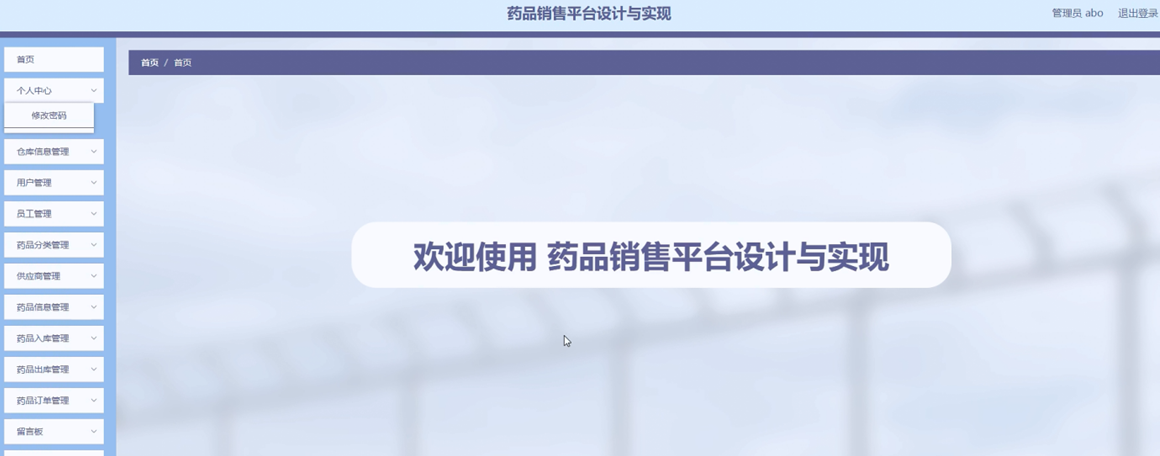 药品销售平台设计与实现
管理员 abo 退出登录
首页
个人中心
修改密码
仓库信息管理
用户管理
员工管理
药品分类管理
供应商管理
药品信息管理
药品入库管理
药品出库管理
药品订单管理
留言板
首页 / 首页
欢迎使用 药品销售平台设计与实现